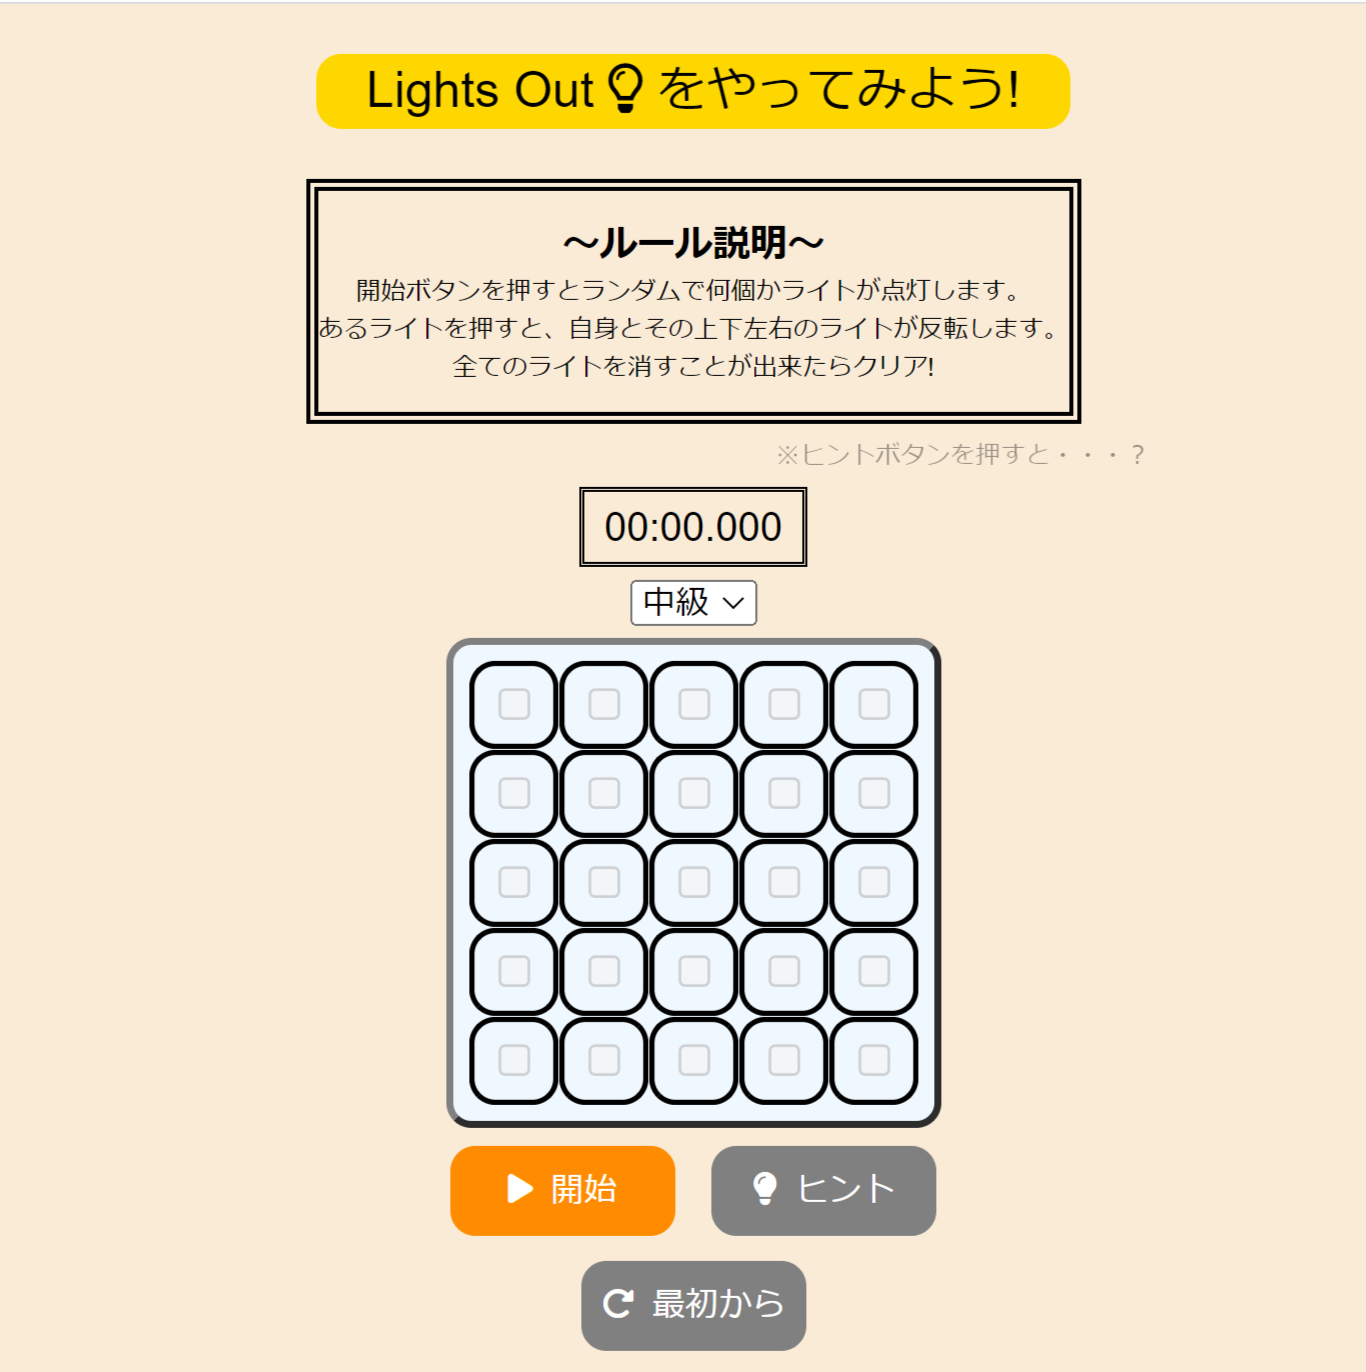 Lights Out をやってみよう!
～ルール説明～
開始ボタンを押すとランダムで何個かライトが点灯します。
あるライトを押すと、自身とその上下左右のライトが反転します。
全てのライトを消すことが出来たらクリア!
※ヒントボタンを押すと・・・？
00:00.000
中級
開始
ヒント
最初から